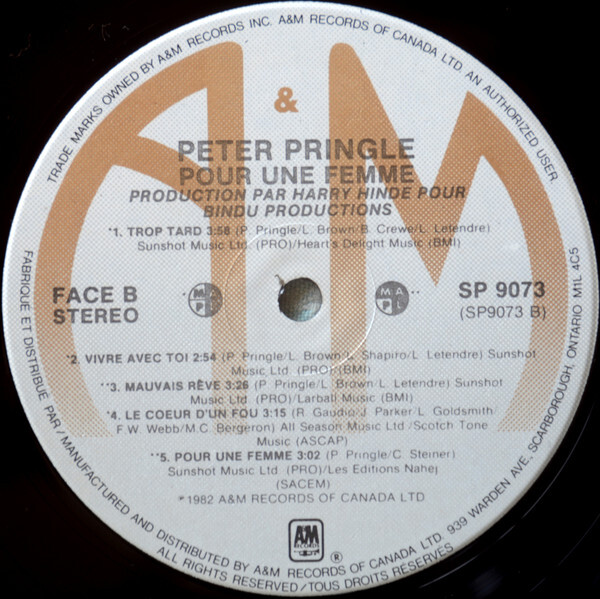 TRADE MARKS OWNED BY A&M RECORDS INC. A&M RECORDS OF CANADA LTD. AN AUTHORIZED USER.
&
PETER PRINGLE
POUR UNE FEMME
PRODUCTION PAR HARRY HINDE POUR
BINDU PRODUCTIONS
*1. TROP TARD 3:58 (P. Pringle/L. Brown/B. Crewe/L. Letendre)
Sunshot Music Ltd. (PRO)/Heart's Delight Music (BMI)
FACE B
STEREO
MAPL
MAPL
SP 9073
(SP9073 B)
*2. VIVRE AVEC TOI 2:54 (P. Pringle/L. Brown/L. Shapiro/L. Letendre) Sunshot
Music Ltd. (PRO)/(BMI)
**3. MAUVAIS RÊVE 3:26 (P. Pringle/L. Brown/L. Letendre) Sunshot
Music Ltd. (PRO)/Larball Music (BMI)
*4. LE COEUR D'UN FOU 3:15 (R. Gaudio/J. Parker/L. Goldsmith/
F.W. Webb/M.C. Bergeron) All Season Music Ltd./Scotch Tone
Music (ASCAP)
**5. POUR UNE FEMME 3:02 (P. Pringle/C. Steiner)
Sunshot Music Ltd. (PRO)/Les Editions Nahej
(SACEM)
℗1982 A&M RECORDS OF CANADA LTD
A&M
RECORDS
®
FABRIQUE ET DISTRIBUE PAR/MANUFACTURED AND DISTRIBUTED BY A&M RECORDS OF CANADA LTD. 939 WARDEN AVE. SCARBOROUGH, ONTARIO M1L 4C5
ALL RIGHTS RESERVED/TOUS DROITS RÉSERVÉS